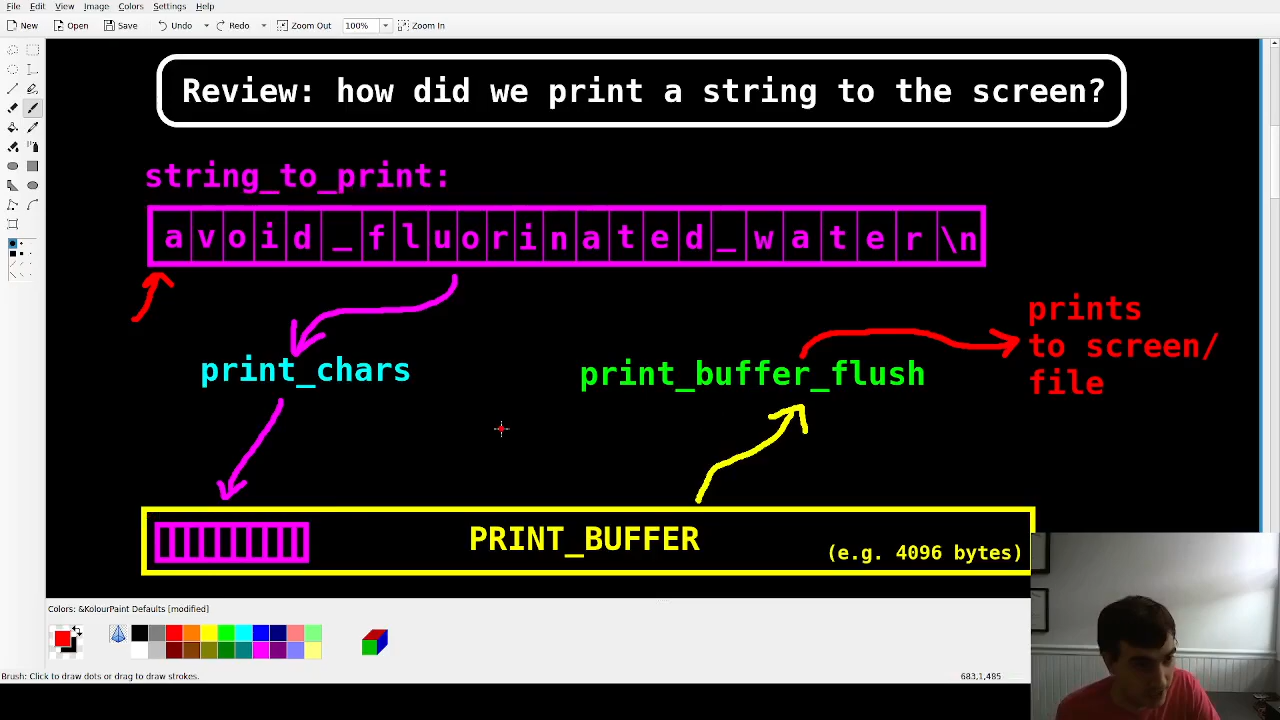 File Edit View Image Colors Settings Help
New Open Save Undo Redo Zoom Out 100% Zoom In
Review: how did we print a string to the screen?
string_to_print:
avoid_fluorinated_water\n
prints
to screen/
file
print_chars
print_buffer_flush
PRINT_BUFFER
(e.g. 4096 bytes)
Colors: &KolourPaint Defaults [modified]
Brush: Click to draw dots or drag to draw strokes.
683,1,485